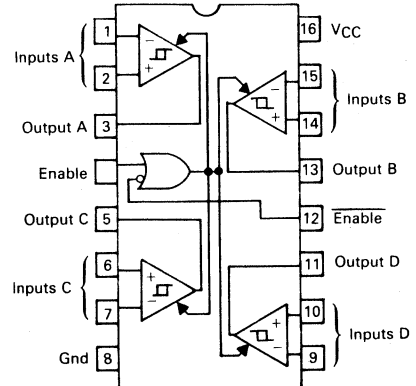 1
Inputs A
2
Output A 3
Enable
Output C 5
6
Inputs C
7
Gnd 8
16 VCC
15
Inputs B
14
13 Output B
12 Enable
11 Output D
10
Inputs D
9
− +
− +
+ −
+ −